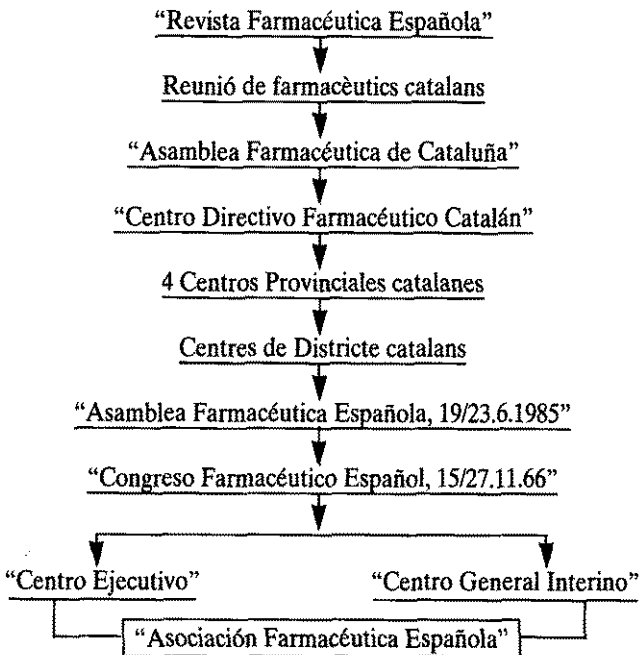 “Revista Farmacéutica Española”
Reunió de farmacèutics catalans
“Asamblea Farmacéutica de Cataluña”
“Centro Directivo Farmacéutico Catalán”
4 Centros Provinciales catalanes
Centres de Districte catalans
“Asamblea Farmacéutica Española, 19/23.6.1985”
“Congreso Farmacéutico Español, 15/27.11.66”
“Centro Ejecutivo” “Centro General Interino”
“Asociación Farmacéutica Española”